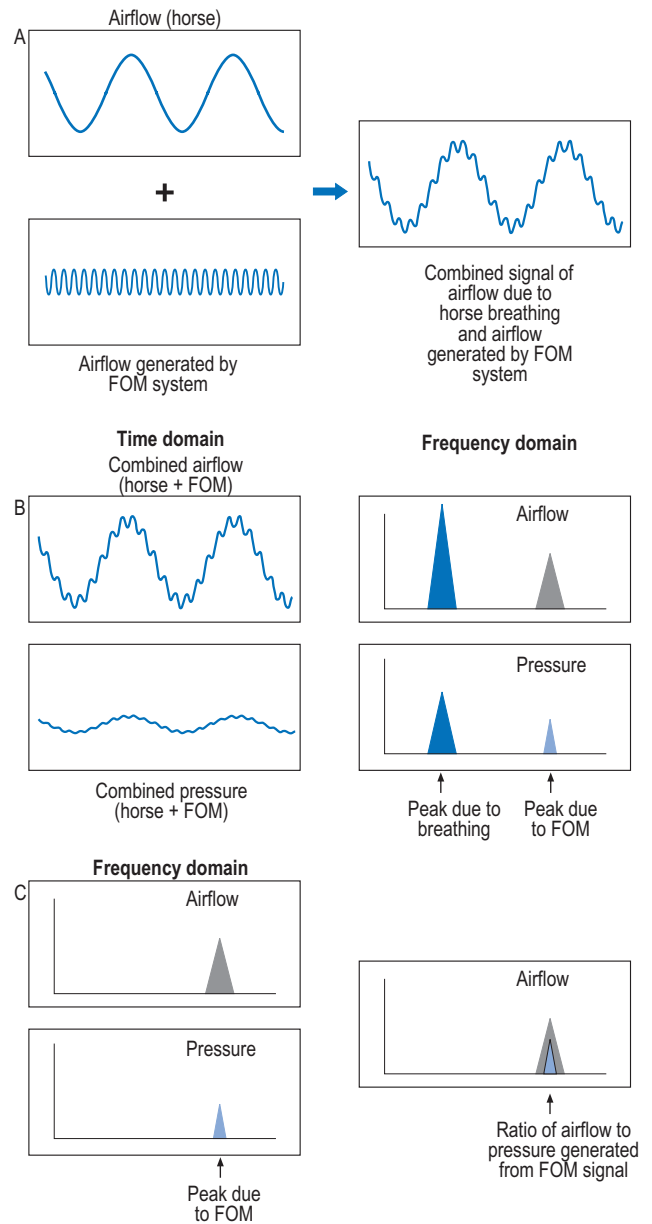 A
Airflow (horse)
+
Airflow generated by
FOM system
Combined signal of
airflow due to
horse breathing
and airflow
generated by FOM
system
Time domain
Combined airflow
(horse + FOM)
Frequency domain
B
Airflow
Pressure
Combined pressure
(horse + FOM)
Peak due to
breathing
Peak due
to FOM
Frequency domain
C
Airflow
Pressure
Peak due
to FOM
Airflow
Ratio of airflow to
pressure generated
from FOM signal